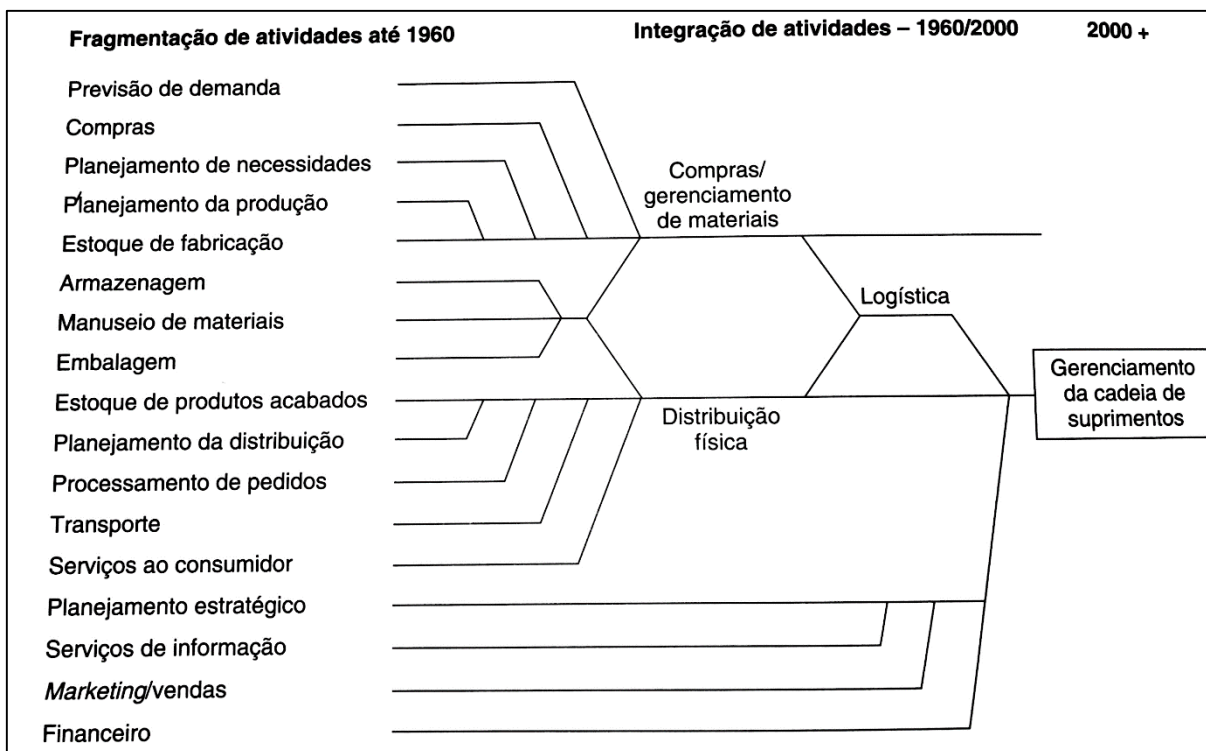 Fragmentação de atividades até 1960
Integração de atividades – 1960/2000
2000 +
Previsão de demanda
Compras
Planejamento de necessidades
Planejamento da produção
Estoque de fabricação
Armazenagem
Manuseio de materiais
Embalagem
Estoque de produtos acabados
Planejamento da distribuição
Processamento de pedidos
Transporte
Serviços ao consumidor
Planejamento estratégico
Serviços de informação
Marketing/vendas
Financeiro
Compras/
gerenciamento
de materiais
Distribuição
física
Logística
Gerenciamento
da cadeia de
suprimentos